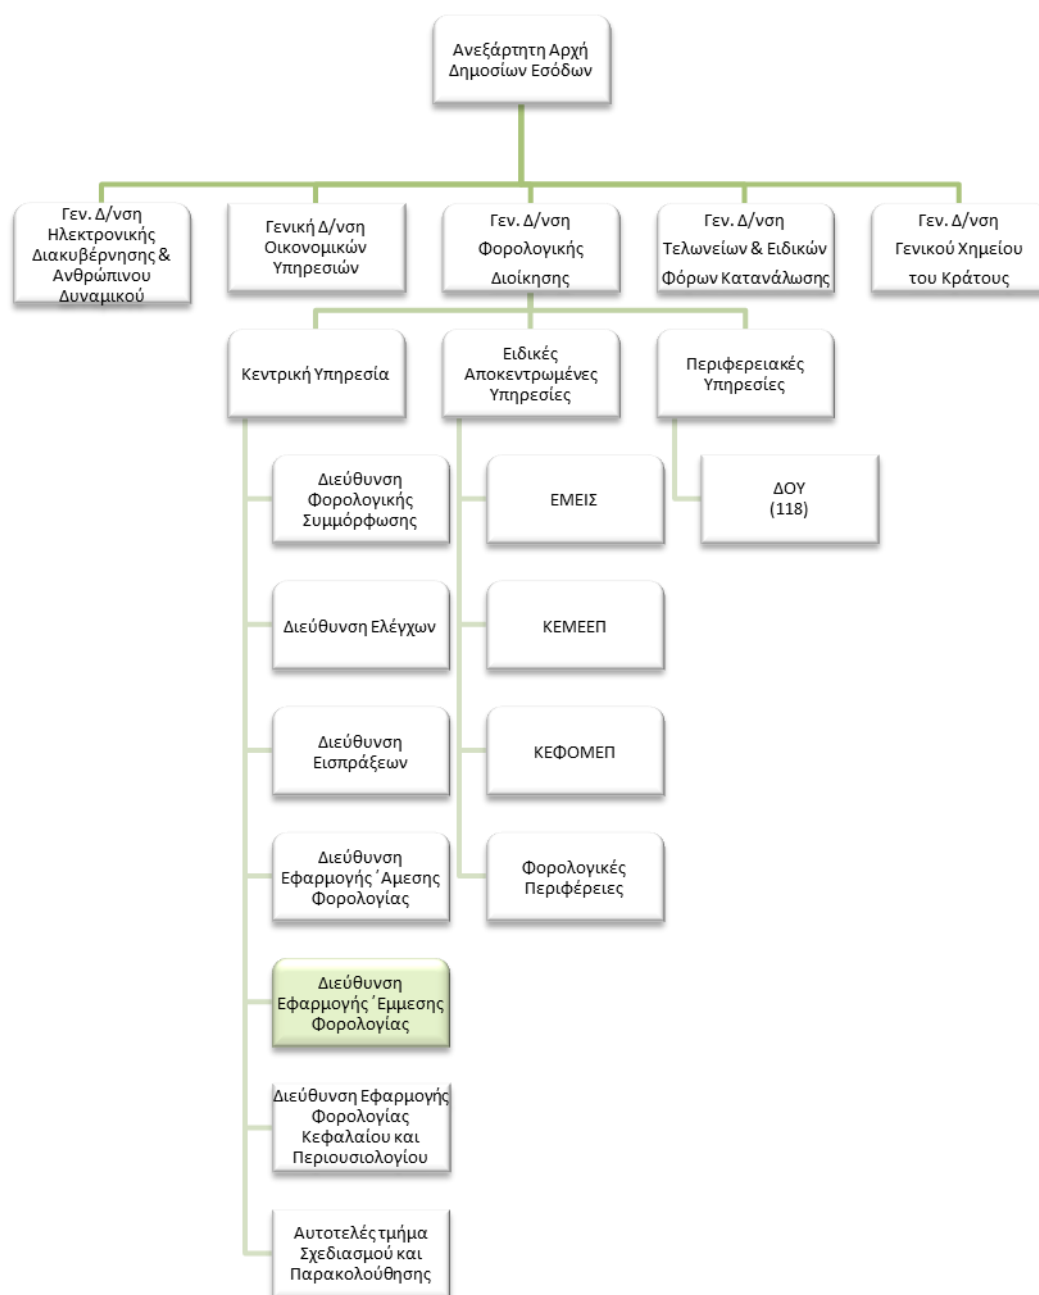 Ανεξάρτητη Αρχή
Δημοσίων Εσόδων
Γεν. Δ/νση
Ηλεκτρονικής
Διακυβέρνησης &
Ανθρώπινου
Δυναμικού
Γενική Δ/νση
Οικονομικών
Υπηρεσιών
Γεν. Δ/νση
Φορολογικής
Διοίκησης
Γεν. Δ/νση
Τελωνείων & Ειδικών
Φόρων Κατανάλωσης
Γεν. Δ/νση
Γενικού Χημείου
του Κράτους
Κεντρική Υπηρεσία
Ειδικές
Αποκεντρωμένες
Υπηρεσίες
Περιφερειακές
Υπηρεσίες
Διεύθυνση
Φορολογικής
Συμμόρφωσης
ΕΜΕΙΣ
ΔΟΥ
(118)
Διεύθυνση Ελέγχων
ΚΕΜΕΕΠ
Διεύθυνση
Εισπράξεων
ΚΕΦΟΜΕΠ
Διεύθυνση
Εφαρμογής ΄Αμεσης
Φορολογίας
Φορολογικές
Περιφέρειες
Διεύθυνση
Εφαρμογής ΄Εμμεσης
Φορολογίας
Διεύθυνση Εφαρμογής
Φορολογίας
Κεφαλαίου και
Περιουσιολογίου
Αυτοτελές τμήμα
Σχεδιασμού και
Παρακολούθησης